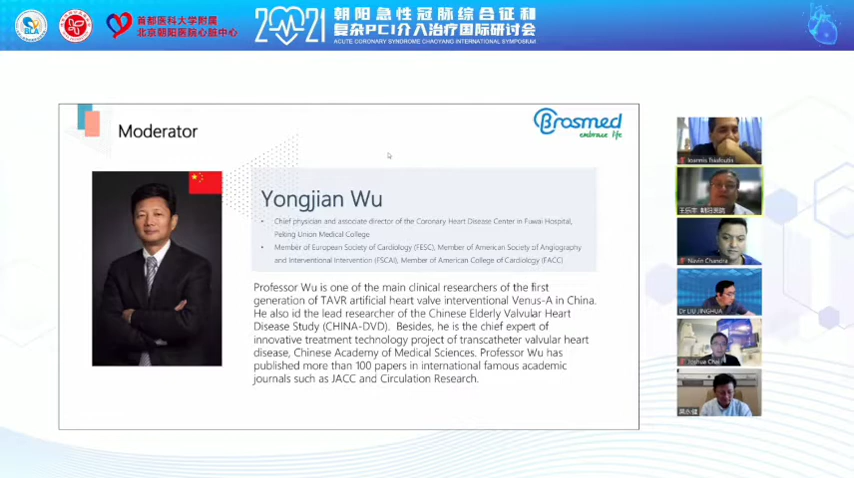 BLA
首都医科大学附属
北京朝阳医院心脏中心
2021
朝阳急性冠脉综合征和
复杂PCI介入治疗国际研讨会
ACUTE CORONARY SYNDROME CHAOYANG INTERNATIONAL SYMPOSIUM
Moderator
Brosmed
embrace life
Yongjian Wu
• Chief physician and associate director of the Coronary Heart Disease Center in Fuwai Hospital,
Peking Union Medical College
• Member of European Society of Cardiology (FESC), Member of American Society of Angiography
and Interventional Intervention (FSCAI), Member of American College of Cardiology (FACC)
Professor Wu is one of the main clinical researchers of the first
generation of TAVR artificial heart valve interventional Venus-A in China.
He also id the lead researcher of the Chinese Elderly Valvular Heart
Disease Study (CHINA-DVD). Besides, he is the chief expert of
innovative treatment technology project of transcatheter valvular heart
disease, Chinese Academy of Medical Sciences. Professor Wu has
published more than 100 papers in international famous academic
journals such as JACC and Circulation Research.
Ioannis Tsiafoutis
朝阳医院
Navin Chandra
Dr LIU JINGHUA
Joshua Chai
吴永健